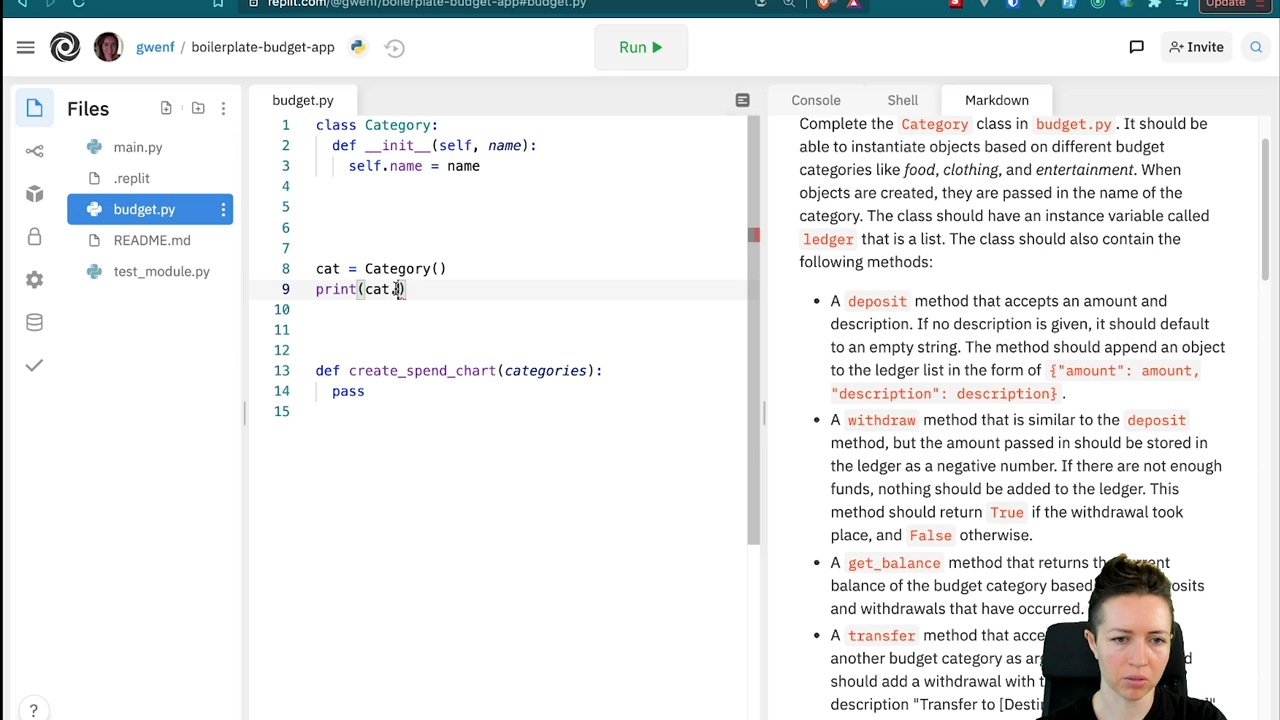 replit.com/@gwenf/boilerplate-budget-app#budget.py
Update
gwenf / boilerplate-budget-app
Run
Invite
Files
main.py
.replit
budget.py
README.md
test_module.py
?
budget.py
1 class Category:
2 def __init__(self, name):
3 self.name = name
4
5
6
7
8 cat = Category()
9 print(cat.)
10
11
12
13 def create_spend_chart(categories):
14 pass
15
Console Shell Markdown
Complete the Category class in budget.py. It should be
able to instantiate objects based on different budget
categories like food, clothing, and entertainment. When
objects are created, they are passed in the name of the
category. The class should have an instance variable called
ledger that is a list. The class should also contain the
following methods:
• A deposit method that accepts an amount and
description. If no description is given, it should default
to an empty string. The method should append an object
to the ledger list in the form of {"amount": amount,
"description": description}.
• A withdraw method that is similar to the deposit
method, but the amount passed in should be stored in
the ledger as a negative number. If there are not enough
funds, nothing should be added to the ledger. This
method should return True if the withdrawal took
place, and False otherwise.
• A get_balance method that returns the current
balance of the budget category based
and withdrawals that have occurred.
• A transfer method that
another budget category as
should add a withdrawal with
description "Transfer to